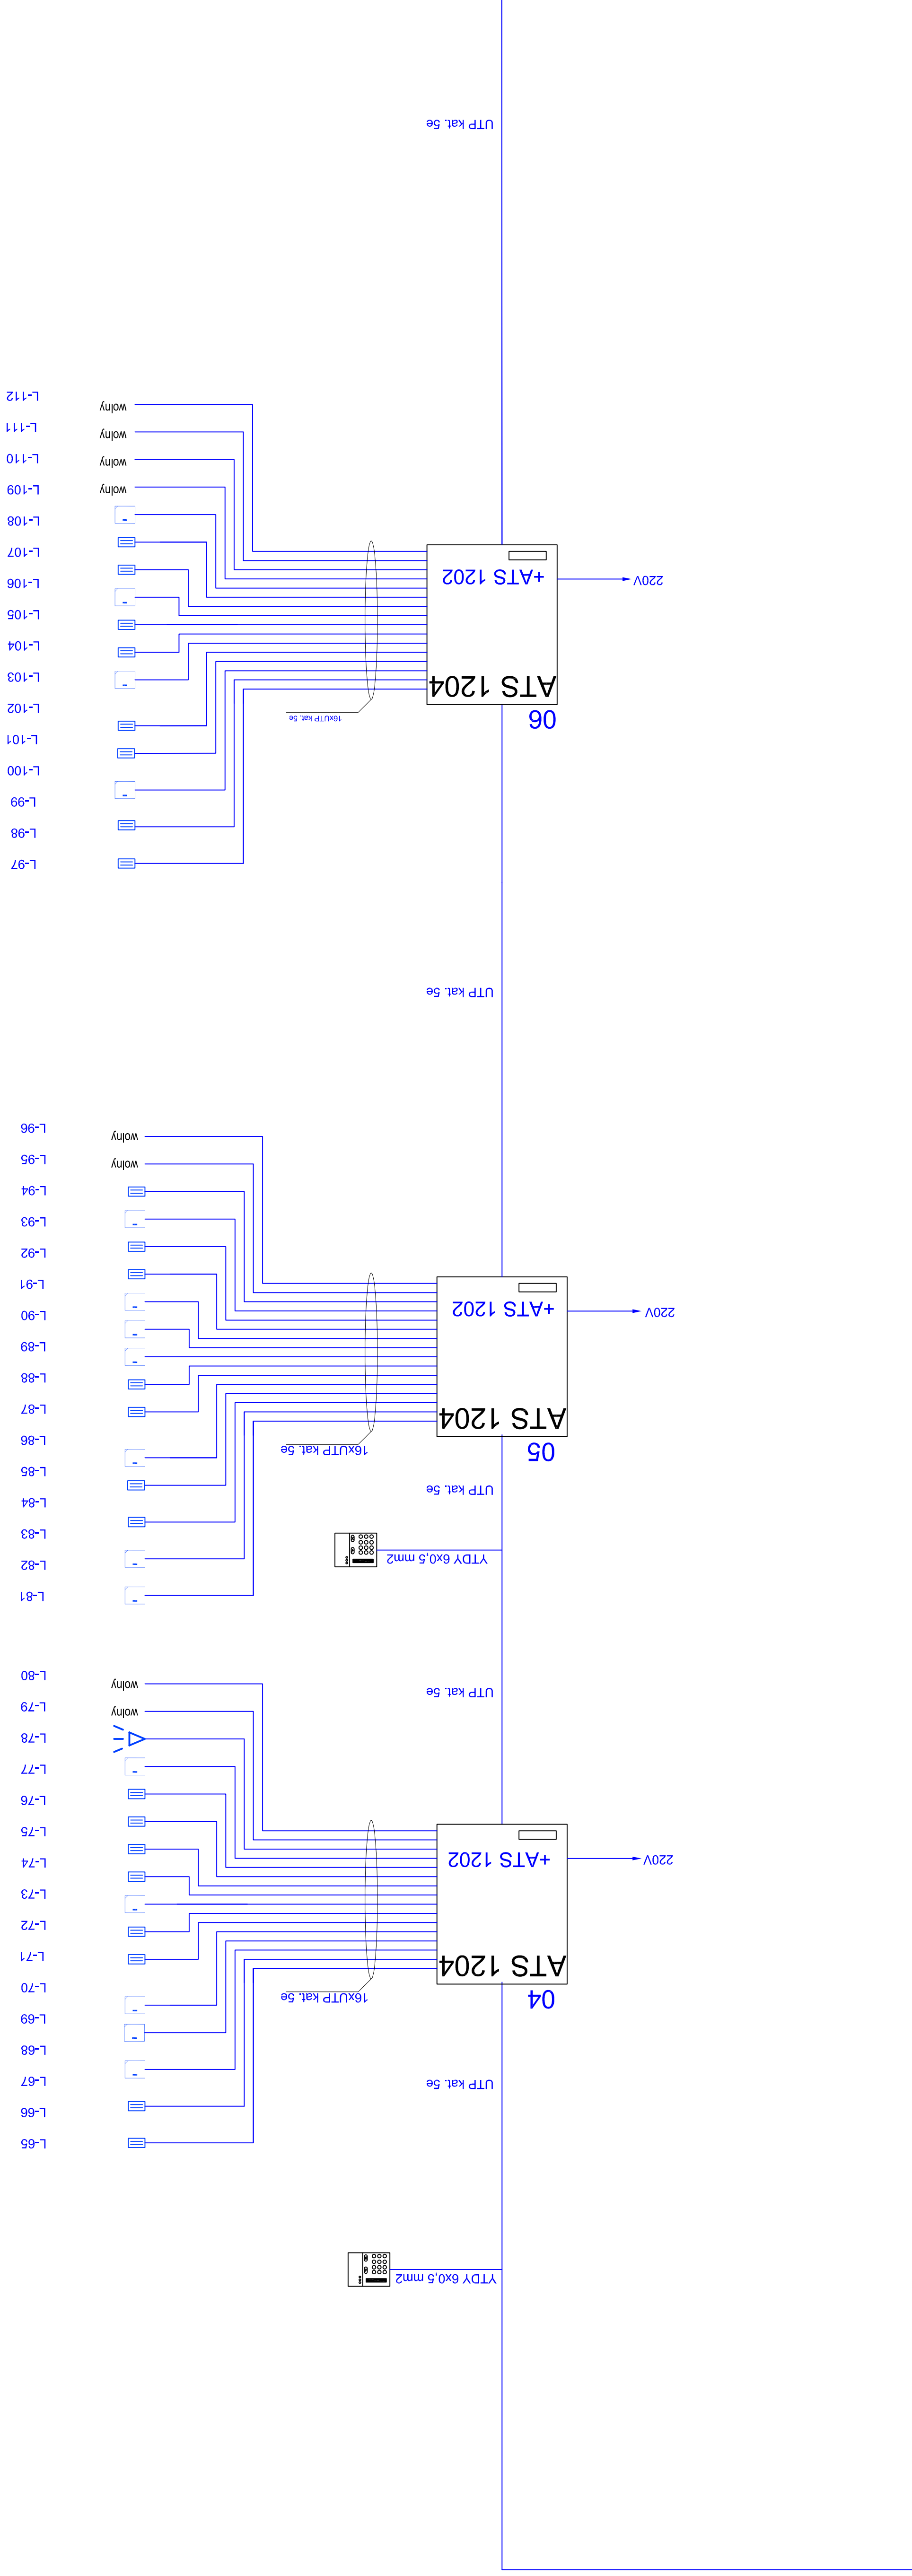 YTDY 6x0,5 mm2
L-65
L-66
L-67
L-68
L-69
L-70
L-71
L-72
L-73
L-74
L-75
L-76
L-77
L-78
L-79
L-80
wolny
wolny
UTP kat. 5e
04
16xUTP kat. 5e
ATS 1204
+ATS 1202
220V
UTP kat. 5e
YTDY 6x0,5 mm2
UTP kat. 5e
L-81
L-82
L-83
L-84
L-85
L-86
L-87
L-88
L-89
L-90
L-91
L-92
L-93
L-94
L-95
L-96
wolny
wolny
05
16xUTP kat. 5e
ATS 1204
+ATS 1202
220V
UTP kat. 5e
L-97
L-98
L-99
L-100
L-101
L-102
L-103
L-104
L-105
L-106
L-107
L-108
L-109
L-110
L-111
L-112
wolny
wolny
wolny
wolny
06
16xUTP kat. 5e
ATS 1204
+ATS 1202
220V
UTP kat. 5e